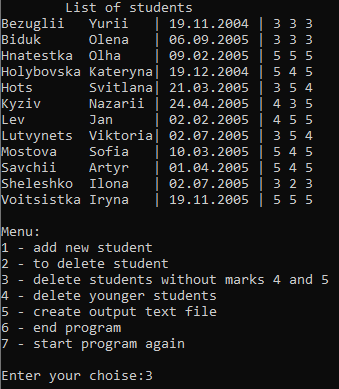 List of students
Bezuglii   Yurii   | 19.11.2004 | 3 3 3
Biduk      Olena   | 06.09.2005 | 3 3 3
Hnatestka  Olha    | 09.02.2005 | 5 5 5
Holybovska Kateryna| 19.12.2004 | 5 4 5
Hots       Svitlana| 21.03.2005 | 3 5 4
Kyziv      Nazarii | 24.04.2005 | 4 3 5
Lev        Jan     | 02.02.2005 | 4 5 5
Lutvynets  Viktoria| 02.07.2005 | 3 5 4
Mostova    Sofia   | 10.03.2005 | 5 4 5
Savchii    Artyr   | 01.04.2005 | 5 4 5
Sheleshko  Ilona   | 02.07.2005 | 3 2 3
Voitsistka Iryna   | 19.11.2005 | 5 5 5
Menu:
1 - add new student
2 - to delete student
3 - delete students without marks 4 and 5
4 - delete younger students
5 - create output text file
6 - end program
7 - start program again
Enter your choise:3